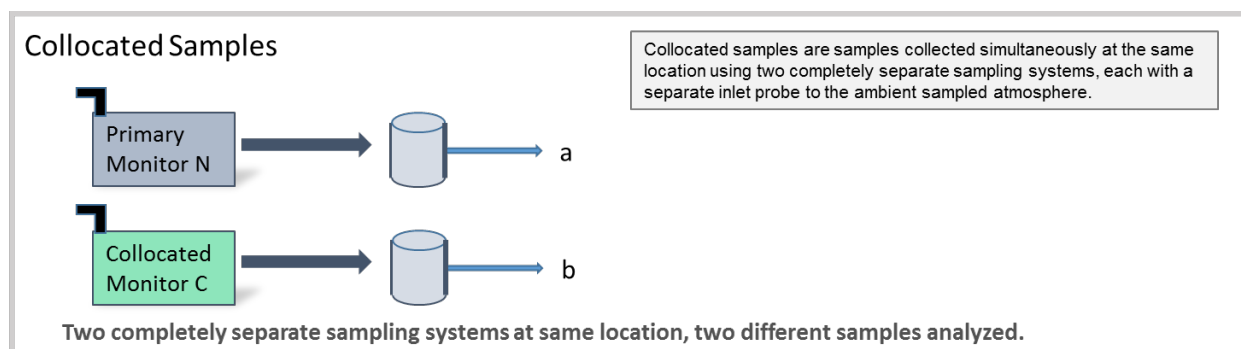 Collocated Samples
Collocated samples are samples collected simultaneously at the same
location using two completely separate sampling systems, each with a
separate inlet probe to the ambient sampled atmosphere.
Primary
Monitor N
a
Collocated
Monitor C
b
Two completely separate sampling systems at same location, two different samples analyzed.